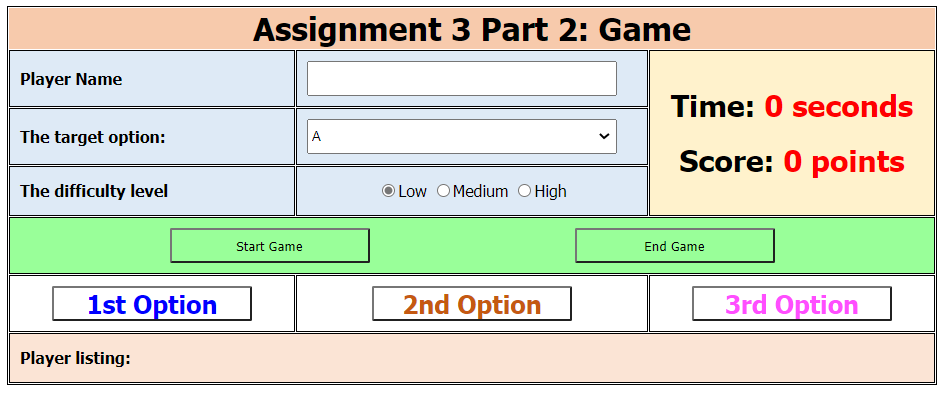 Assignment 3 Part 2: Game
Player Name
The target option:
A
The difficulty level
Low Medium High
Time: 0 seconds
Score: 0 points
Start Game
End Game
1st Option
2nd Option
3rd Option
Player listing: